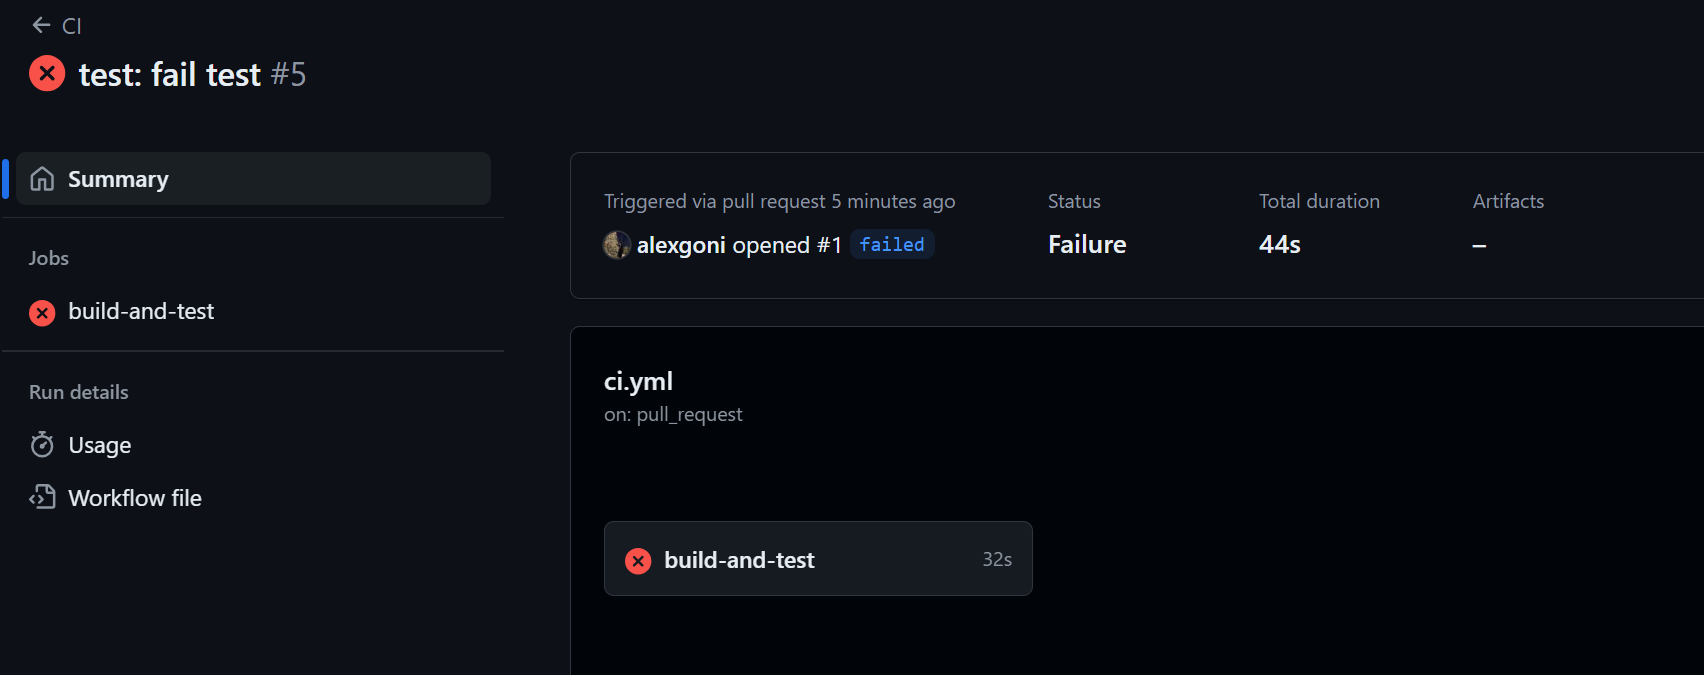 CI
test: fail test #5
Summary
Jobs
build-and-test
Run details
Usage
Workflow file
Triggered via pull request 5 minutes ago
alexgoni opened #1 failed
Status
Failure
Total duration
44s
Artifacts
–
ci.yml
on: pull_request
build-and-test 32s